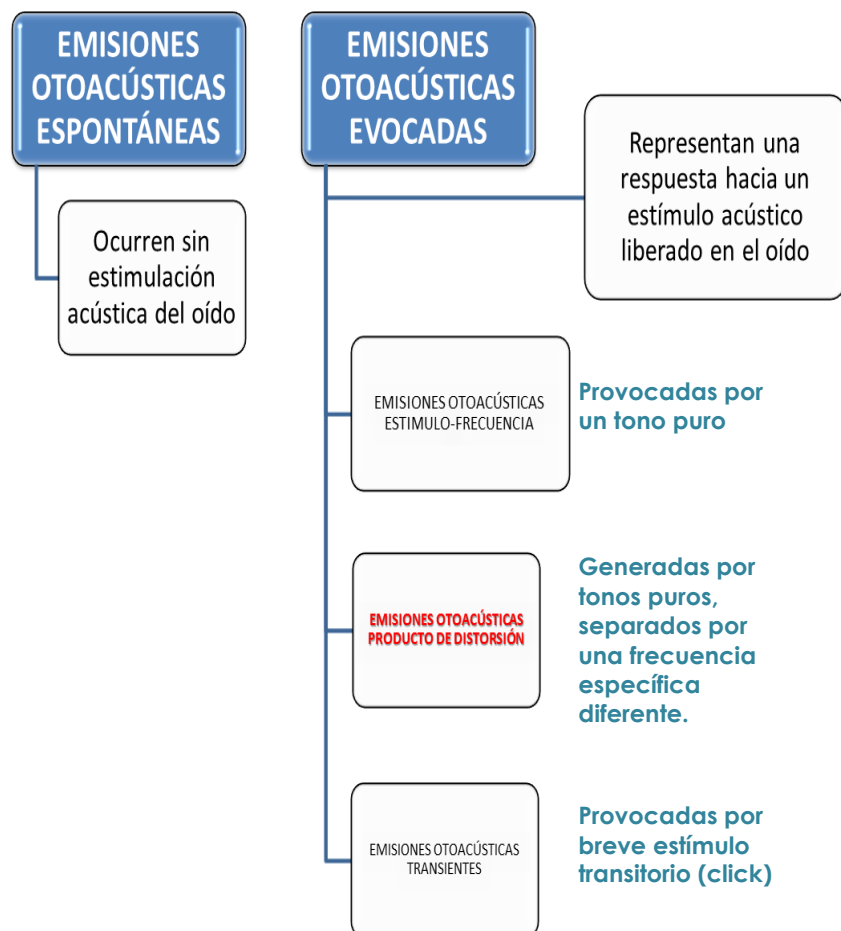 EMISIONES
OTOACÚSTICAS
ESPONTÁNEAS
Ocurren sin
estimulación
acústica del oído
EMISIONES
OTOACÚSTICAS
EVOCADAS
Representan una
respuesta hacia un
estímulo acústico
liberado en el oído
EMISIONES OTOACÚSTICAS
ESTIMULO-FRECUENCIA
Provocadas por
un tono puro
EMISIONES OTOACÚSTICAS
PRODUCTO DE DISTORSIÓN
Generadas por
tonos puros,
separados por
una frecuencia
específica
diferente.
EMISIONES OTOACÚSTICAS
TRANSIENTES
Provocadas por
breve estímulo
transitorio (click)